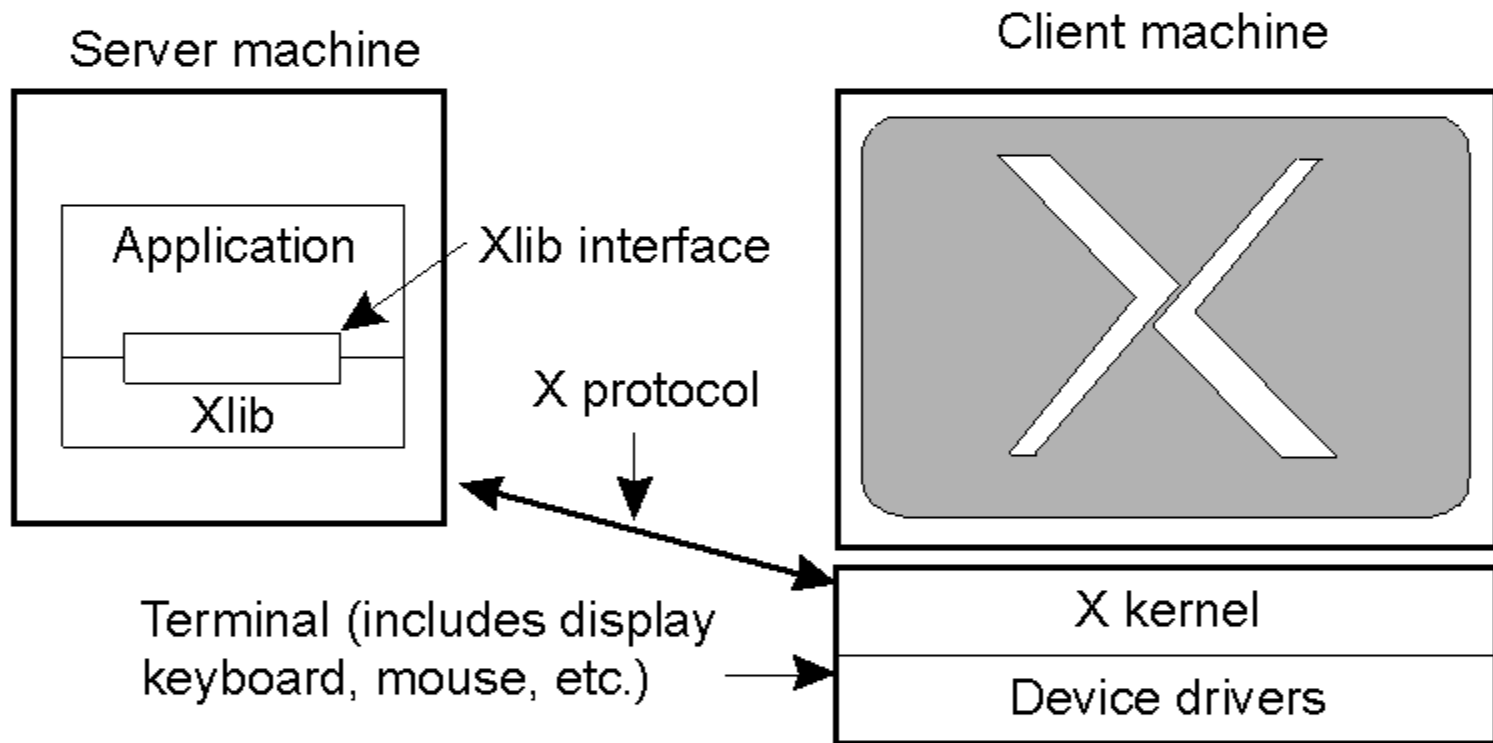 Server machine
Client machine
Application
Xlib interface
Xlib
X protocol
X kernel
Terminal (includes display
keyboard, mouse, etc.)
Device drivers